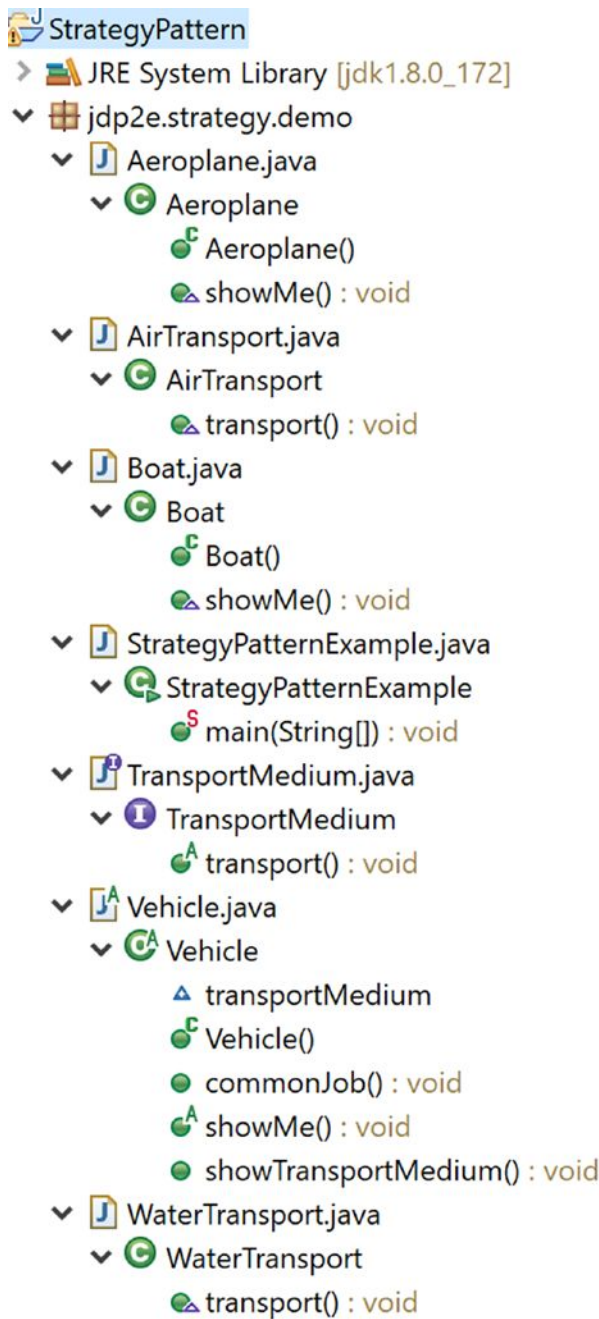 StrategyPattern
JRE System Library [jdk1.8.0_172]
jdp2e.strategy.demo
Aeroplane.java
Aeroplane
Aeroplane()
showMe() : void
AirTransport.java
AirTransport
transport() : void
Boat.java
Boat
Boat()
showMe() : void
StrategyPatternExample.java
StrategyPatternExample
main(String[]) : void
TransportMedium.java
TransportMedium
transport() : void
Vehicle.java
Vehicle
transportMedium
Vehicle()
commonJob() : void
showMe() : void
showTransportMedium() : void
WaterTransport.java
WaterTransport
transport() : void